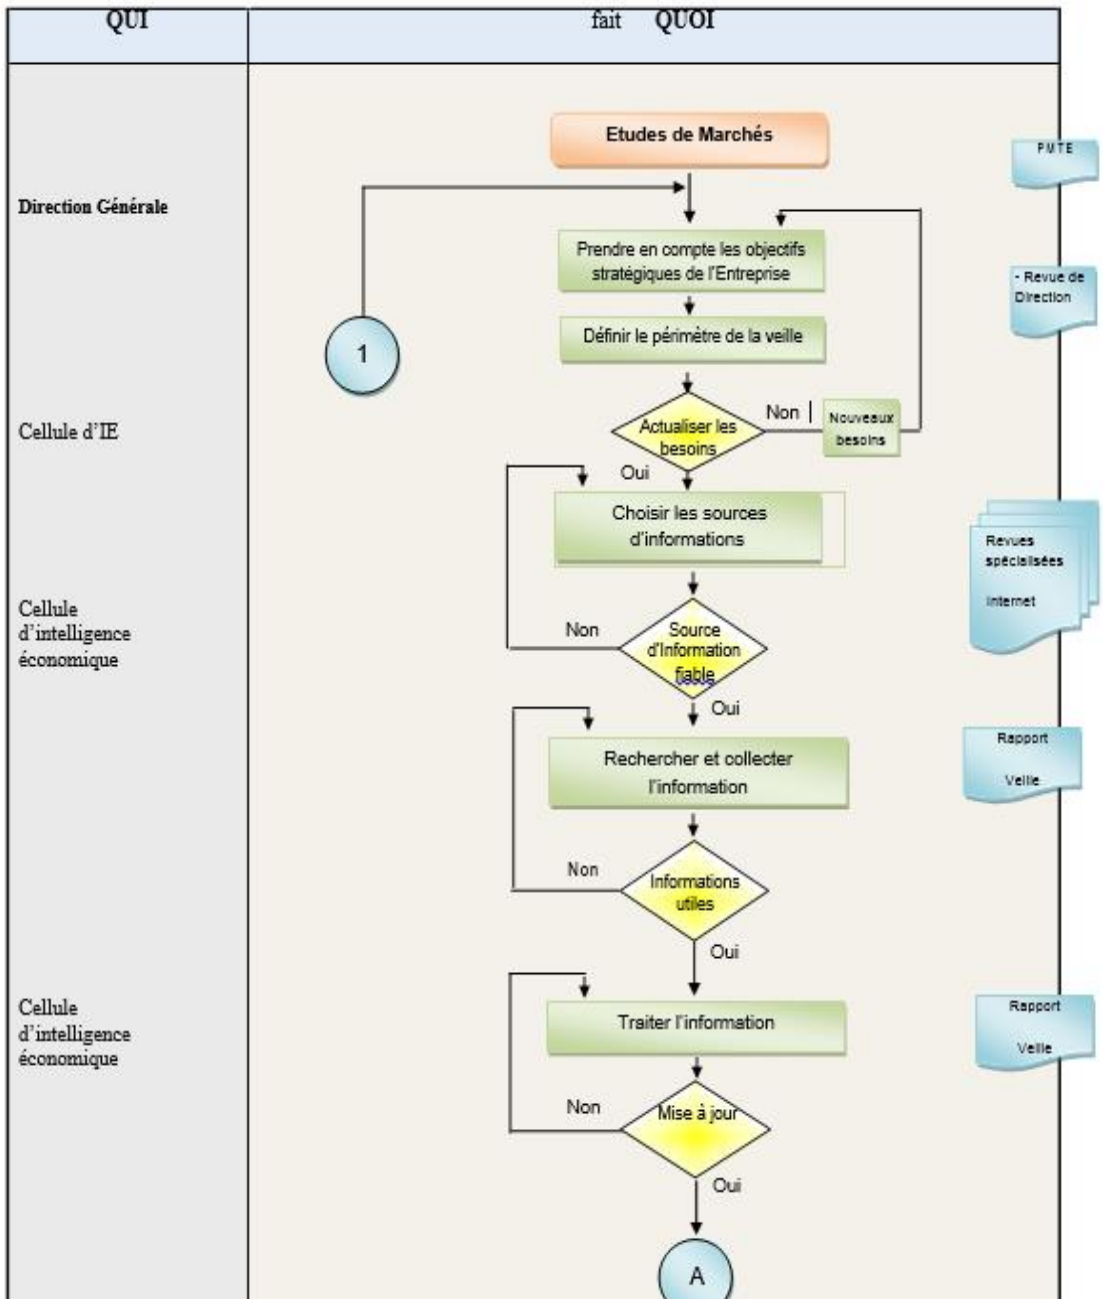 QUI
fait QUOI
Etudes de Marchés
PMTE
Direction Générale
Prendre en compte les objectifs
stratégiques de l'Entreprise
- Revue de
Direction
Définir le périmètre de la veille
1
Cellule d'IE
Actualiser les
besoins
Non
Nouveaux
besoins
Oui
Choisir les sources
d'informations
Revues
spécialisées
Internet
Cellule
d'intelligence
économique
Non
Source
d'Information
fiable
Oui
Rechercher et collecter
l'information
Rapport
Veille
Non
Informations
utiles
Oui
Cellule
d'intelligence
économique
Traiter l'information
Rapport
Veille
Non
Mise à jour
Oui
A